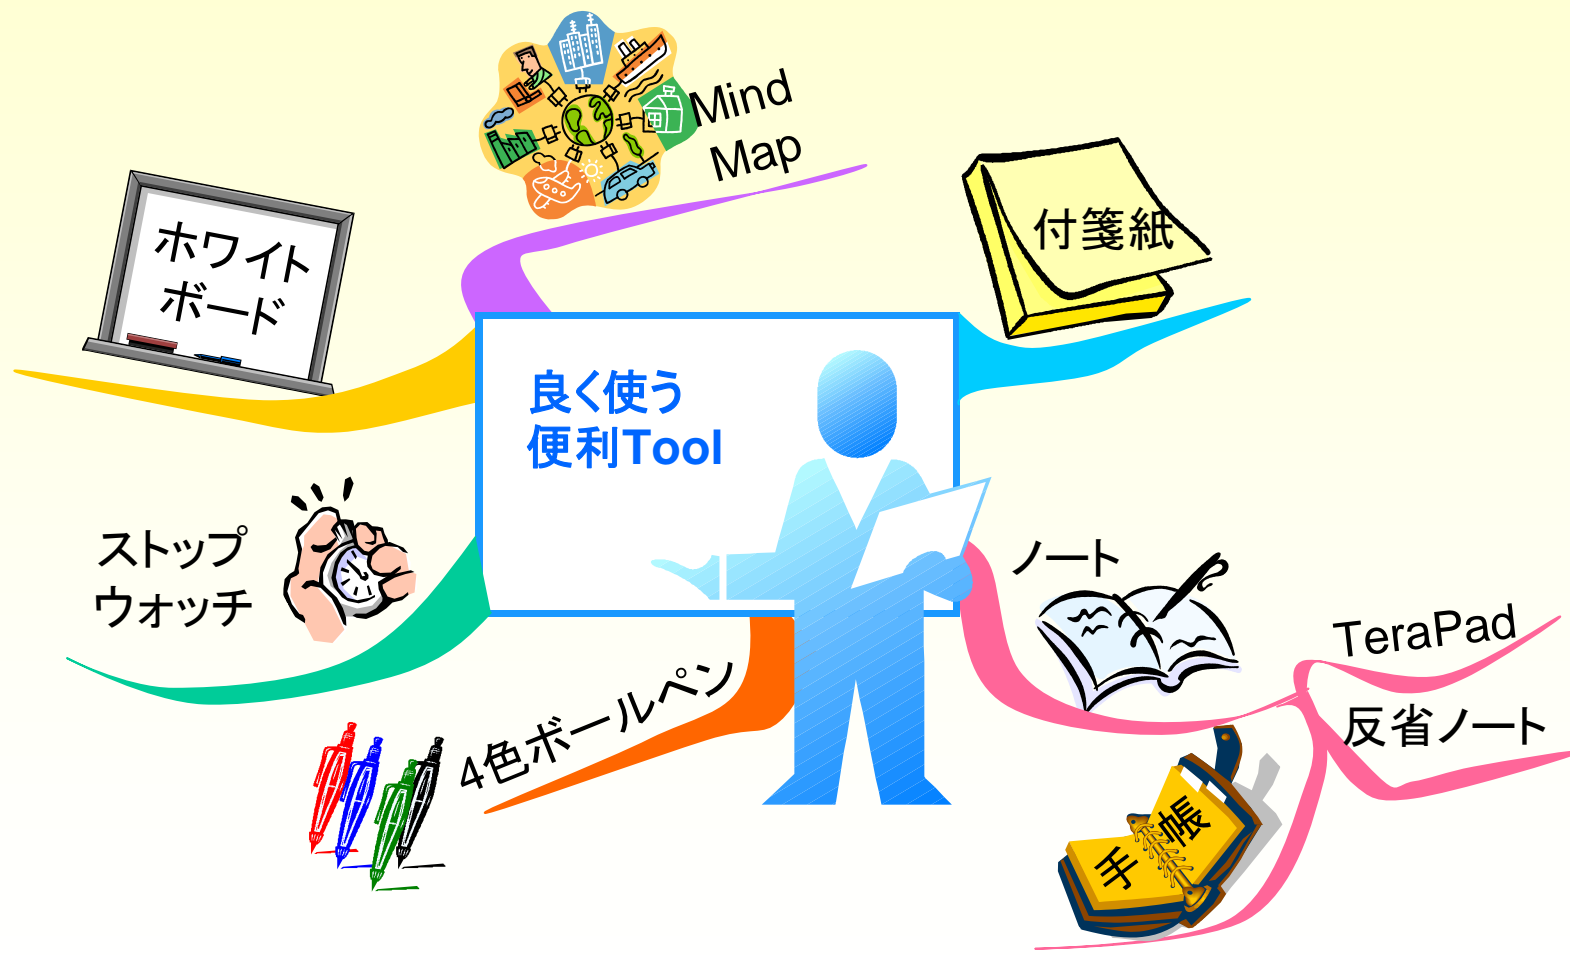 良く使う
便利Tool
Mind
Map
付箋紙
ノート
TeraPad
反省ノート
手帳
4色ボールペン
ストップ
ウォッチ
ホワイト
ボード